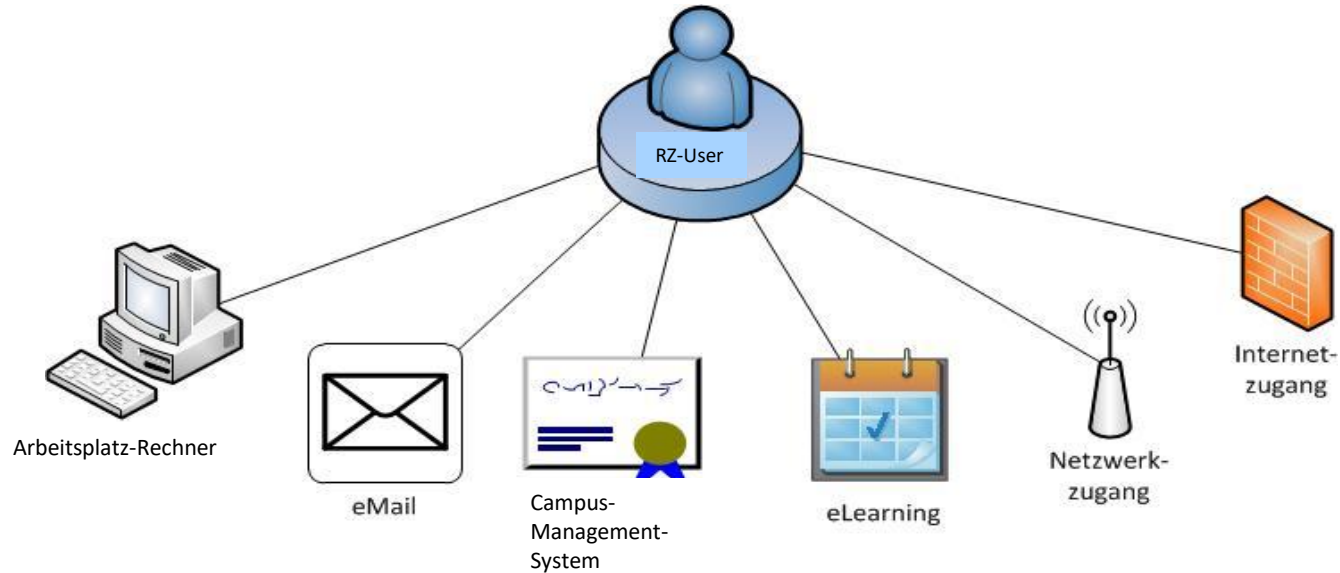 RZ-User
Arbeitsplatz-Rechner
eMail
Campus-
Management-
System
eLearning
Netzwerk-
zugang
Internet-
zugang